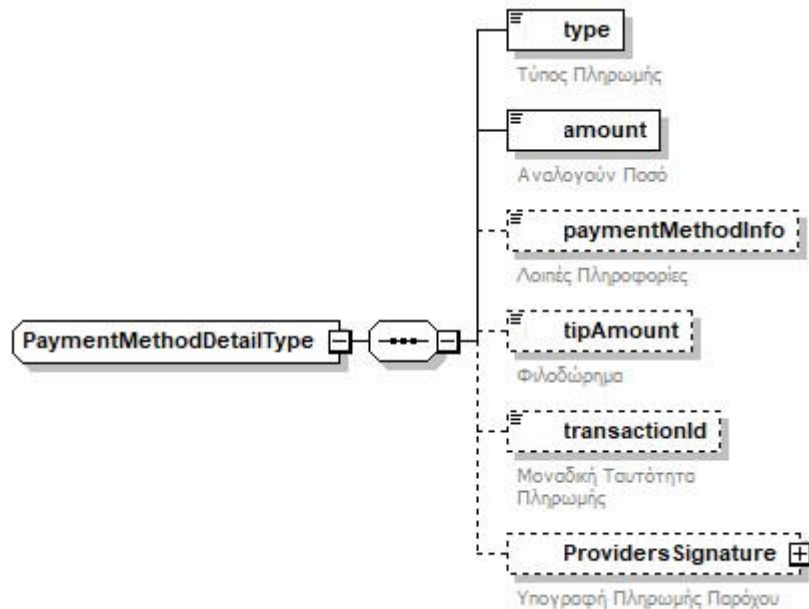 type
Τύπος Πληρωμής
amount
Αναλογούν Ποσό
paymentMethodInfo
Λοιπές Πληροφορίες
PaymentMethodDetailType
tipAmount
Φιλοδώρημα
transactionId
Μοναδική Ταυτότητα
Πληρωμής
ProvidersSignature
Υπογραφή Πληρωμής Παρόχου